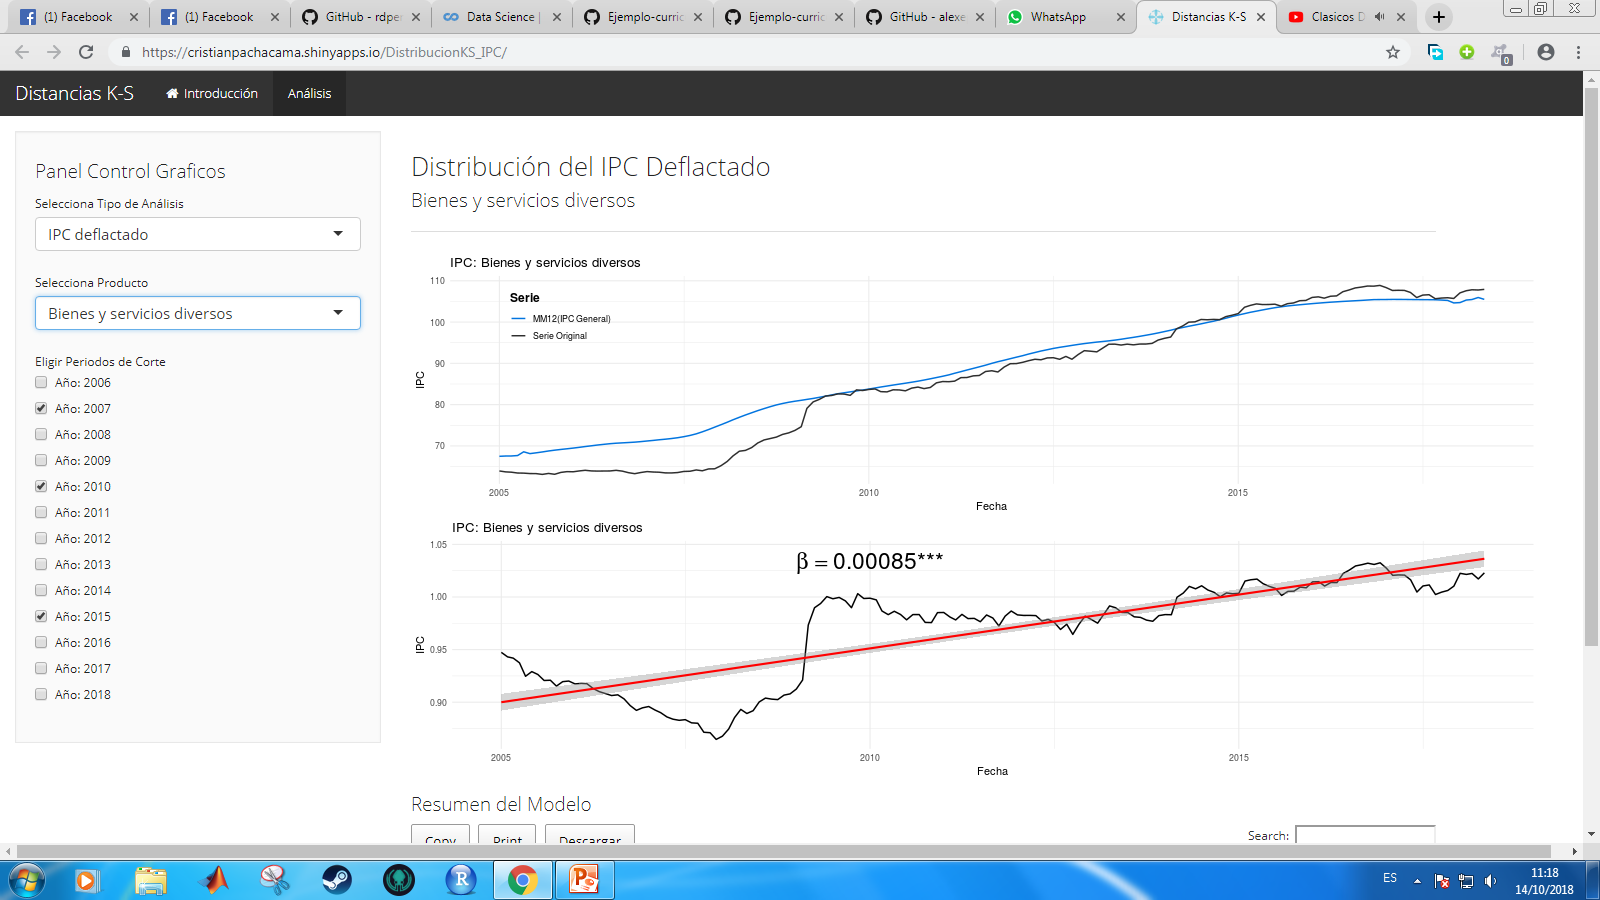 (1) Facebook
(1) Facebook
GitHub - rdpe
Data Science |
Ejemplo-curric
Ejemplo-curric
GitHub - alexe
WhatsApp
Distancias K-S
Clasicos D
https://cristianpachacama.shinyapps.io/DistribucionKS_IPC/
0
Distancias K-S
Introducción
Análisis
Panel Control Graficos
Selecciona Tipo de Análisis
IPC deflactado
Selecciona Producto
Bienes y servicios diversos
Eligir Periodos de Corte
Año: 2006
Año: 2007
Año: 2008
Año: 2009
Año: 2010
Año: 2011
Año: 2012
Año: 2013
Año: 2014
Año: 2015
Año: 2016
Año: 2017
Año: 2018
Distribución del IPC Deflactado
Bienes y servicios diversos
IPC: Bienes y servicios diversos
110
100
90
80
70
IPC
Serie
MM12(IPC General)
Serie Original
2005
2010
2015
Fecha
IPC: Bienes y servicios diversos
1.05
1.00
0.95
0.90
IPC
β = 0.00085***
2005
2010
2015
Fecha
Resumen del Modelo
Copy
Print
Descargar
Search:
R
P
ES
11:18
14/10/2018